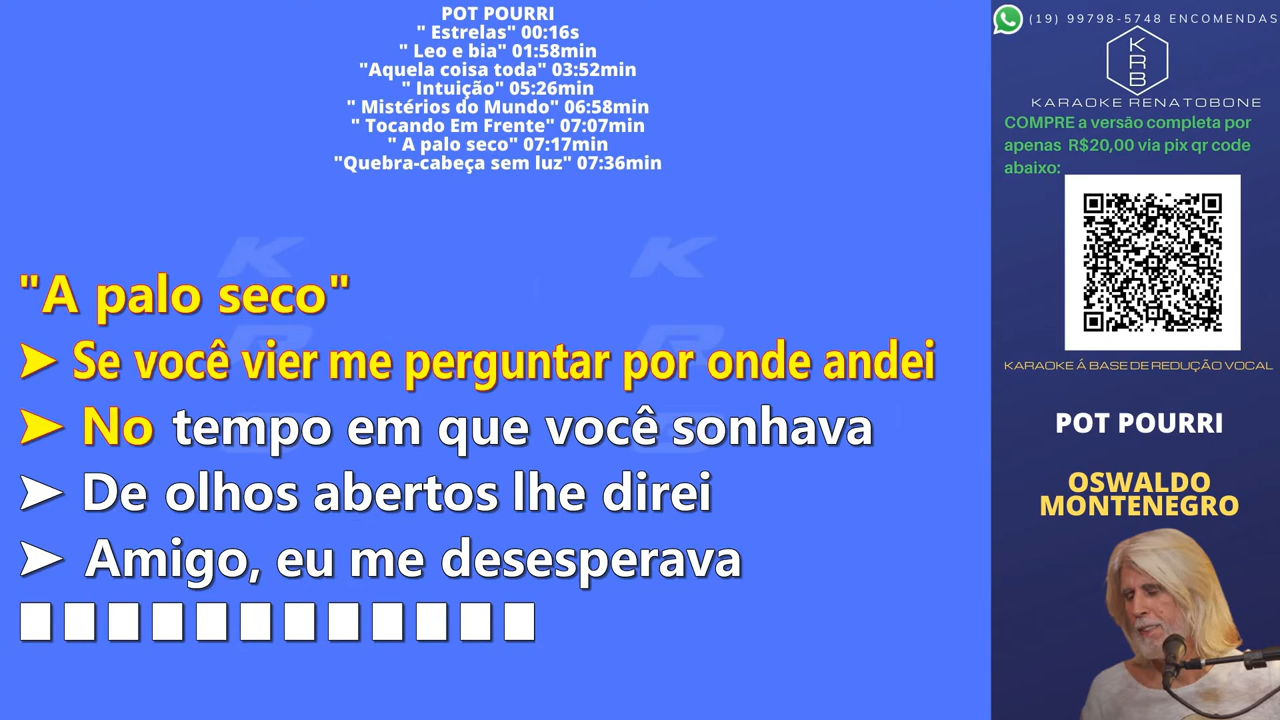 POT POURRI
" Estrelas" 00:16s
" Leo e bia" 01:58min
"Aquela coisa toda" 03:52min
" Intuição" 05:26min
" Mistérios do Mundo" 06:58min
" Tocando Em Frente" 07:07min
" A palo seco" 07:17min
"Quebra-cabeça sem luz" 07:36min
"A palo seco"
➤ Se você vier me perguntar por onde andei
➤ No tempo em que você sonhava
➤ De olhos abertos lhe direi
➤ Amigo, eu me desesperava
K
R
B
K
R
B
(19) 99798-5748 ENCOMENDAS
K
R
B
KARAOKE RENATOBONE
COMPRE a versão completa por
apenas R$20,00 via pix qr code
abaixo:
KARAOKE Á BASE DE REDUÇÃO VOCAL
POT POURRI
OSWALDO
MONTENEGRO